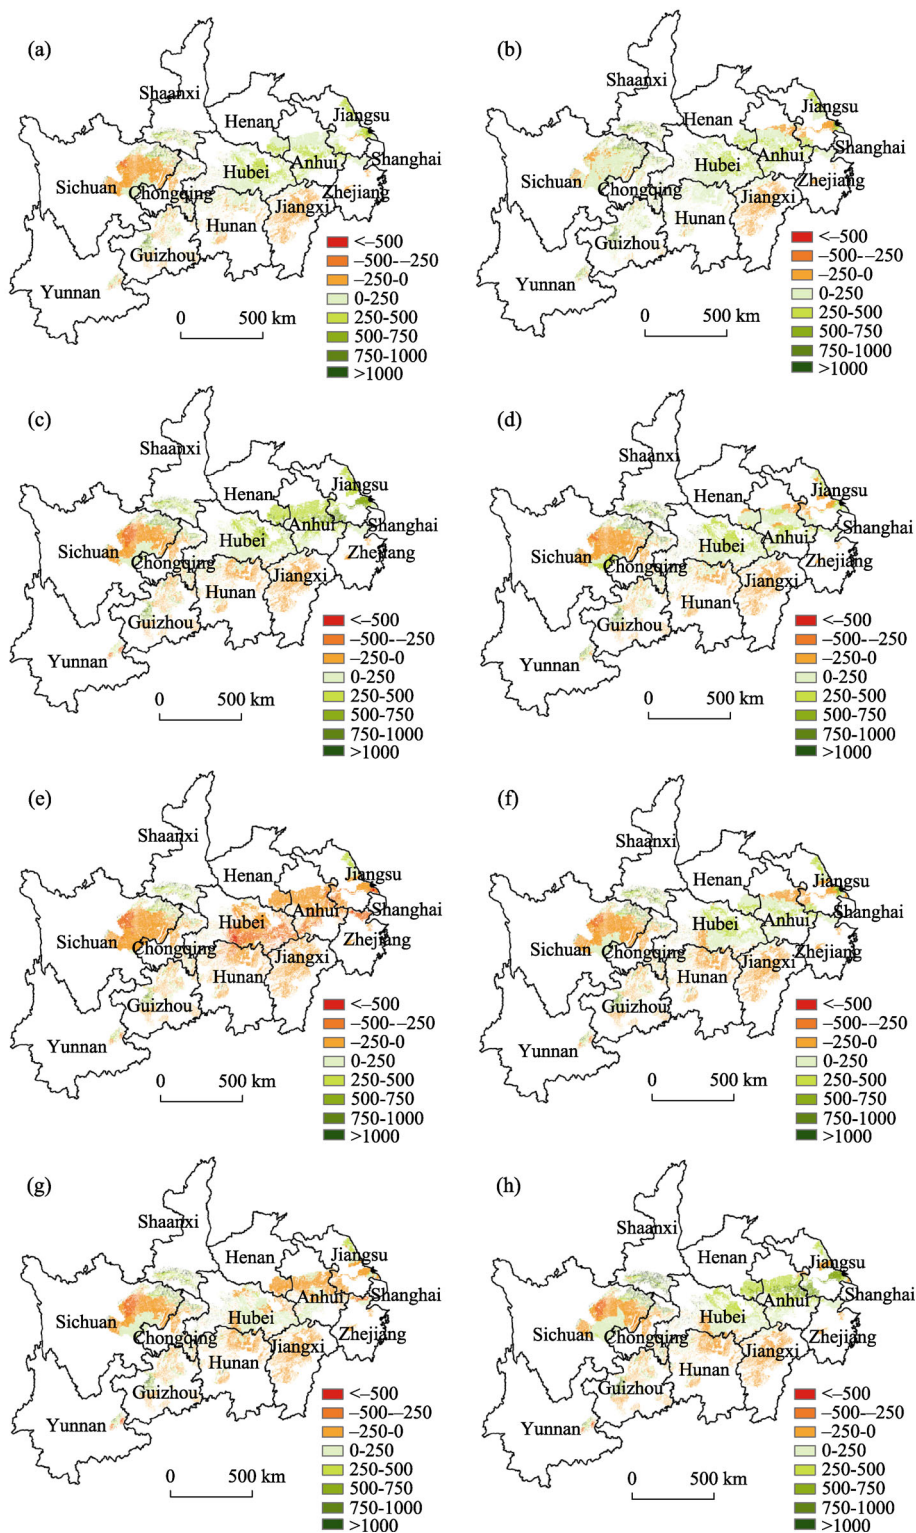 (a)
Shaanxi
Henan
Jiangsu
Anhui
Shanghai
Hubei
Sichuan
Chongqing
Zhejiang
Hunan
Jiangxi
Guizhou
Yunnan
<–500
–500-–250
–250-0
0-250
250-500
500-750
750-1000
>1000
0 500 km
(b)
Shaanxi
Henan
Jiangsu
Anhui
Shanghai
Hubei
Sichuan
Chongqing
Zhejiang
Hunan
Jiangxi
Guizhou
Yunnan
<–500
–500-–250
–250-0
0-250
250-500
500-750
750-1000
>1000
0 500 km
(c)
Shaanxi
Henan
Jiangsu
Anhui
Shanghai
Hubei
Sichuan
Chongqing
Zhejiang
Hunan
Jiangxi
Guizhou
Yunnan
<–500
–500-–250
–250-0
0-250
250-500
500-750
750-1000
>1000
0 500 km
(d)
Shaanxi
Henan
Jiangsu
Anhui
Shanghai
Hubei
Sichuan
Chongqing
Zhejiang
Hunan
Jiangxi
Guizhou
Yunnan
<–500
–500-–250
–250-0
0-250
250-500
500-750
750-1000
>1000
0 500 km
(e)
Shaanxi
Henan
Jiangsu
Anhui
Shanghai
Hubei
Sichuan
Chongqing
Zhejiang
Hunan
Jiangxi
Guizhou
Yunnan
<–500
–500-–250
–250-0
0-250
250-500
500-750
750-1000
>1000
0 500 km
(f)
Shaanxi
Henan
Jiangsu
Anhui
Shanghai
Hubei
Sichuan
Chongqing
Zhejiang
Hunan
Jiangxi
Guizhou
Yunnan
<–500
–500-–250
–250-0
0-250
250-500
500-750
750-1000
>1000
0 500 km
(g)
Shaanxi
Henan
Jiangsu
Anhui
Shanghai
Hubei
Sichuan
Chongqing
Zhejiang
Hunan
Jiangxi
Guizhou
Yunnan
<–500
–500-–250
–250-0
0-250
250-500
500-750
750-1000
>1000
0 500 km
(h)
Shaanxi
Henan
Jiangsu
Anhui
Shanghai
Hubei
Sichuan
Chongqing
Zhejiang
Hunan
Jiangxi
Guizhou
Yunnan
<–500
–500-–250
–250-0
0-250
250-500
500-750
750-1000
>1000
0 500 km